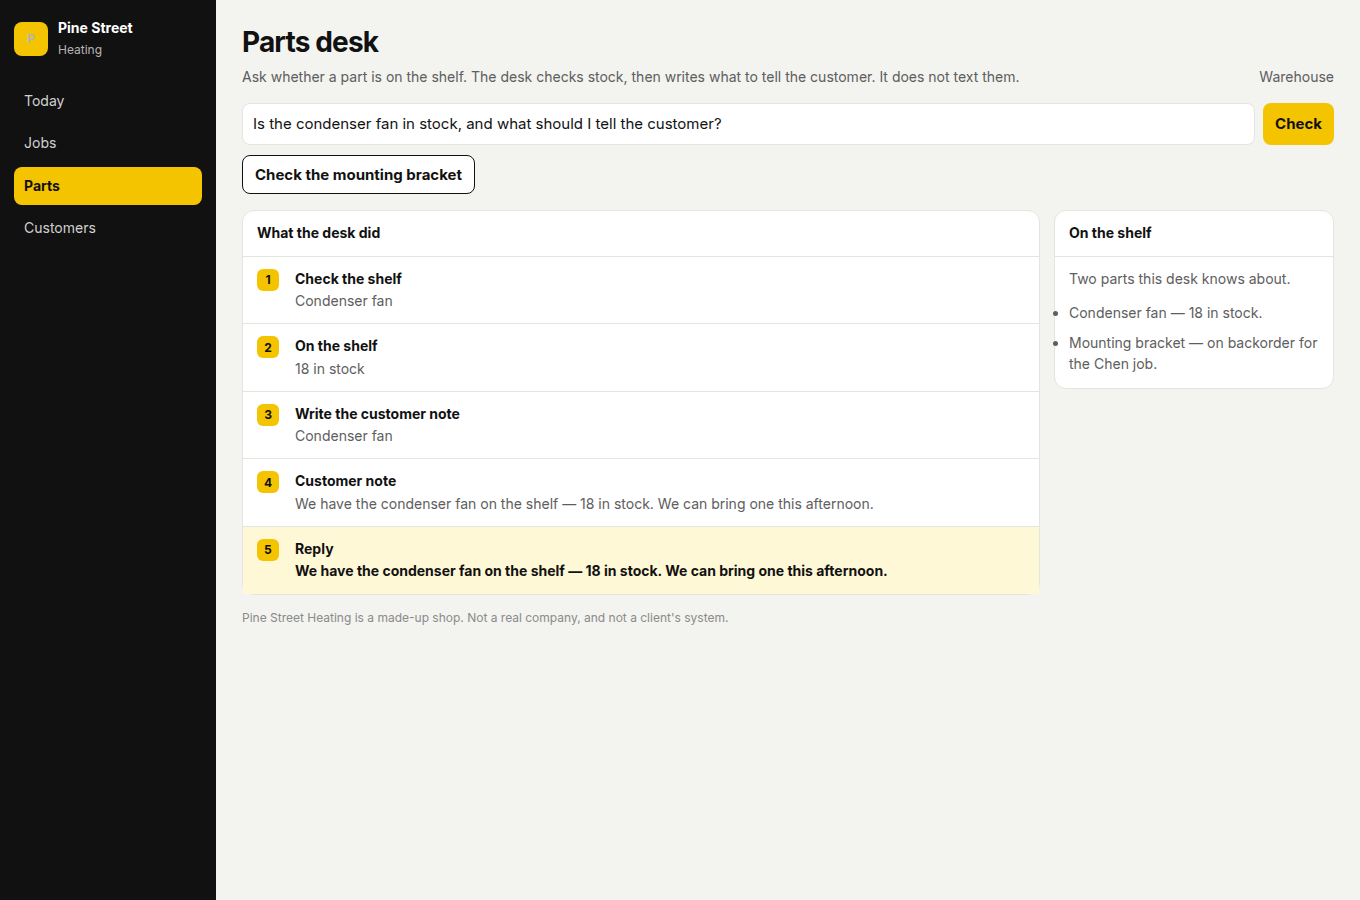 P
Pine Street
Heating
Today
Jobs
Parts
Customers
Parts desk
Ask whether a part is on the shelf. The desk checks stock, then writes what to tell the customer. It does not text them.
Warehouse
Is the condenser fan in stock, and what should I tell the customer?
Check
Check the mounting bracket
What the desk did
1
Check the shelf
Condenser fan
2
On the shelf
18 in stock
3
Write the customer note
Condenser fan
4
Customer note
We have the condenser fan on the shelf — 18 in stock. We can bring one this afternoon.
5
Reply
We have the condenser fan on the shelf — 18 in stock. We can bring one this afternoon.
On the shelf
Two parts this desk knows about.
• Condenser fan — 18 in stock.
• Mounting bracket — on backorder for
the Chen job.
Pine Street Heating is a made-up shop. Not a real company, and not a client's system.